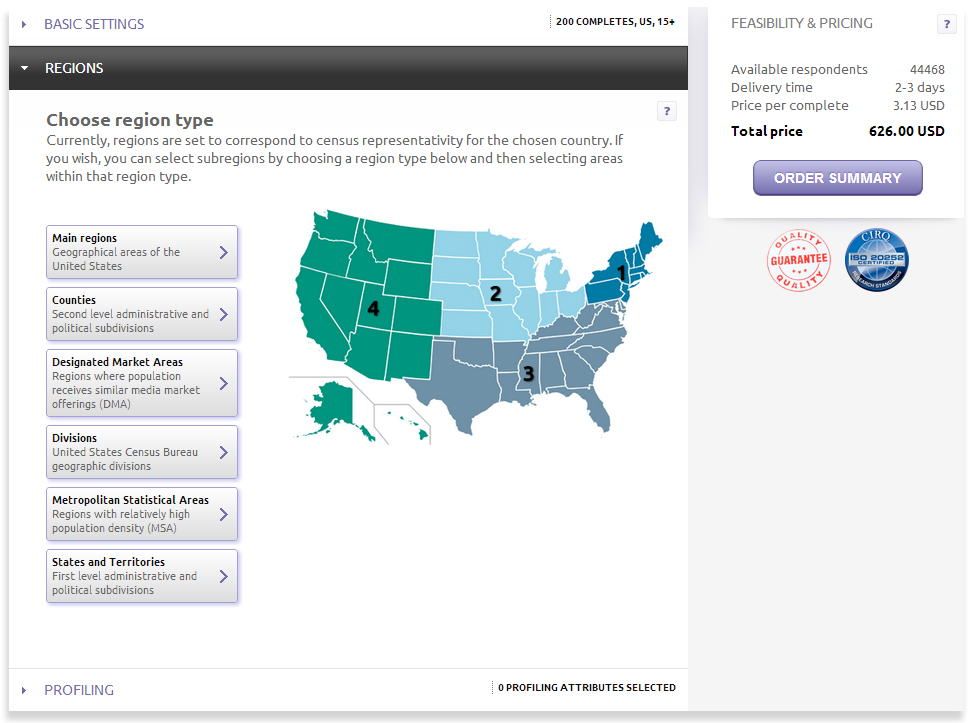 BASIC SETTINGS
200 COMPLETES, US, 15+
REGIONS
Choose region type
?
Currently, regions are set to correspond to census representativity for the chosen country. If
you wish, you can select subregions by choosing a region type below and then selecting areas
within that region type.
Main regions
Geographical areas of the
United States
Counties
Second level administrative and
political subdivisions
Designated Market Areas
Regions where population
receives similar media market
offerings (DMA)
Divisions
United States Census Bureau
geographic divisions
Metropolitan Statistical Areas
Regions with relatively high
population density (MSA)
States and Territories
First level administrative and
political subdivisions
1
2
4
3
PROFILING
0 PROFILING ATTRIBUTES SELECTED
FEASIBILITY & PRICING
?
Available respondents 44468
Delivery time 2-3 days
Price per complete 3.13 USD
Total price 626.00 USD
ORDER SUMMARY
QUALITY
GUARANTEE
QUALITY
CIRQ
ISO 20252
CERTIFIED
RESEARCH STANDARDS